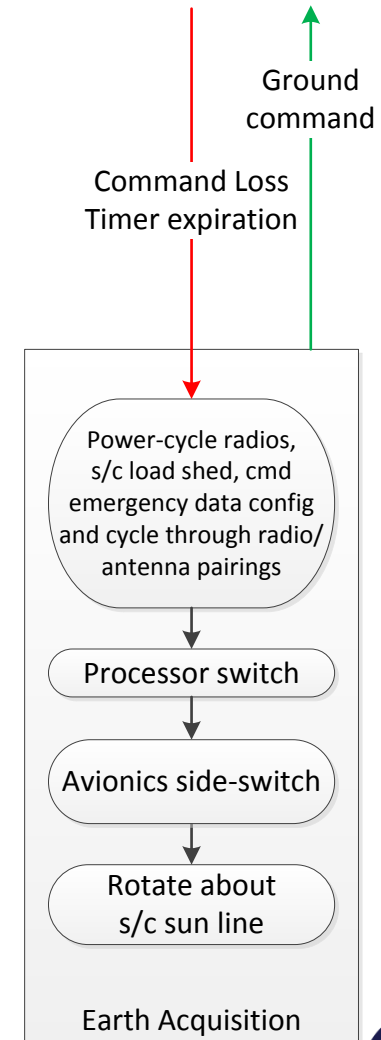 Ground
command
Command Loss
Timer expiration
Power-cycle radios,
s/c load shed, cmd
emergency data config
and cycle through radio/
antenna pairings
Processor switch
Avionics side-switch
Rotate about
s/c sun line
Earth Acquisition